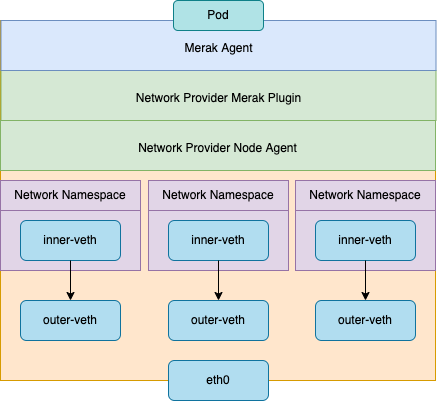 Pod
Merak Agent
Network Provider Merak Plugin
Network Provider Node Agent
Network Namespace
Network Namespace
Network Namespace
inner-veth
inner-veth
inner-veth
outer-veth
outer-veth
outer-veth
eth0